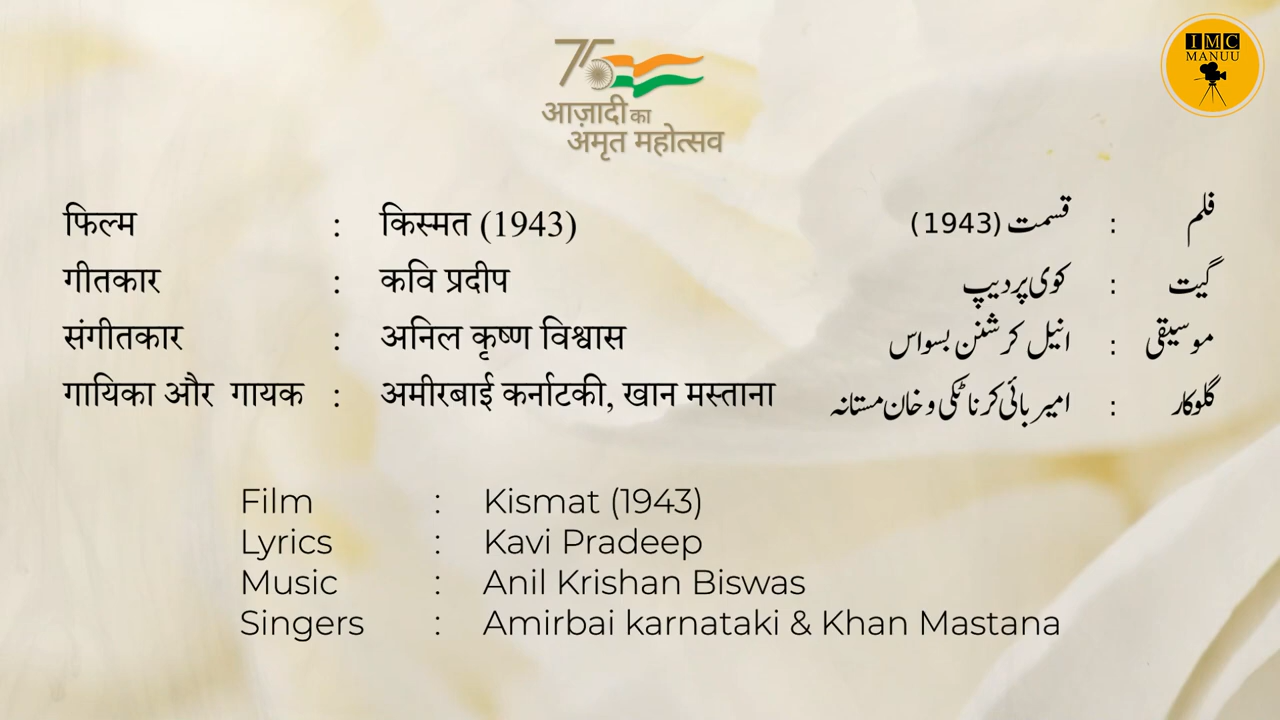 75
आज़ादी का
अमृत महोत्सव
IMC
MANUU
फिल्म : किस्मत (1943)
गीतकार : कवि प्रदीप
संगीतकार : अनिल कृष्ण विश्वास
गायिका और गायक : अमीरबाई कर्नाटकी, खान मस्ताना
فلم : قسمت (1943)
گیت : کوی پردیپ
موسیقی : انیل کرشنن بسواس
گلوکار : امیر بائی کرناٹکی و خان مستانہ
Film : Kismat (1943)
Lyrics : Kavi Pradeep
Music : Anil Krishan Biswas
Singers : Amirbai karnataki & Khan Mastana